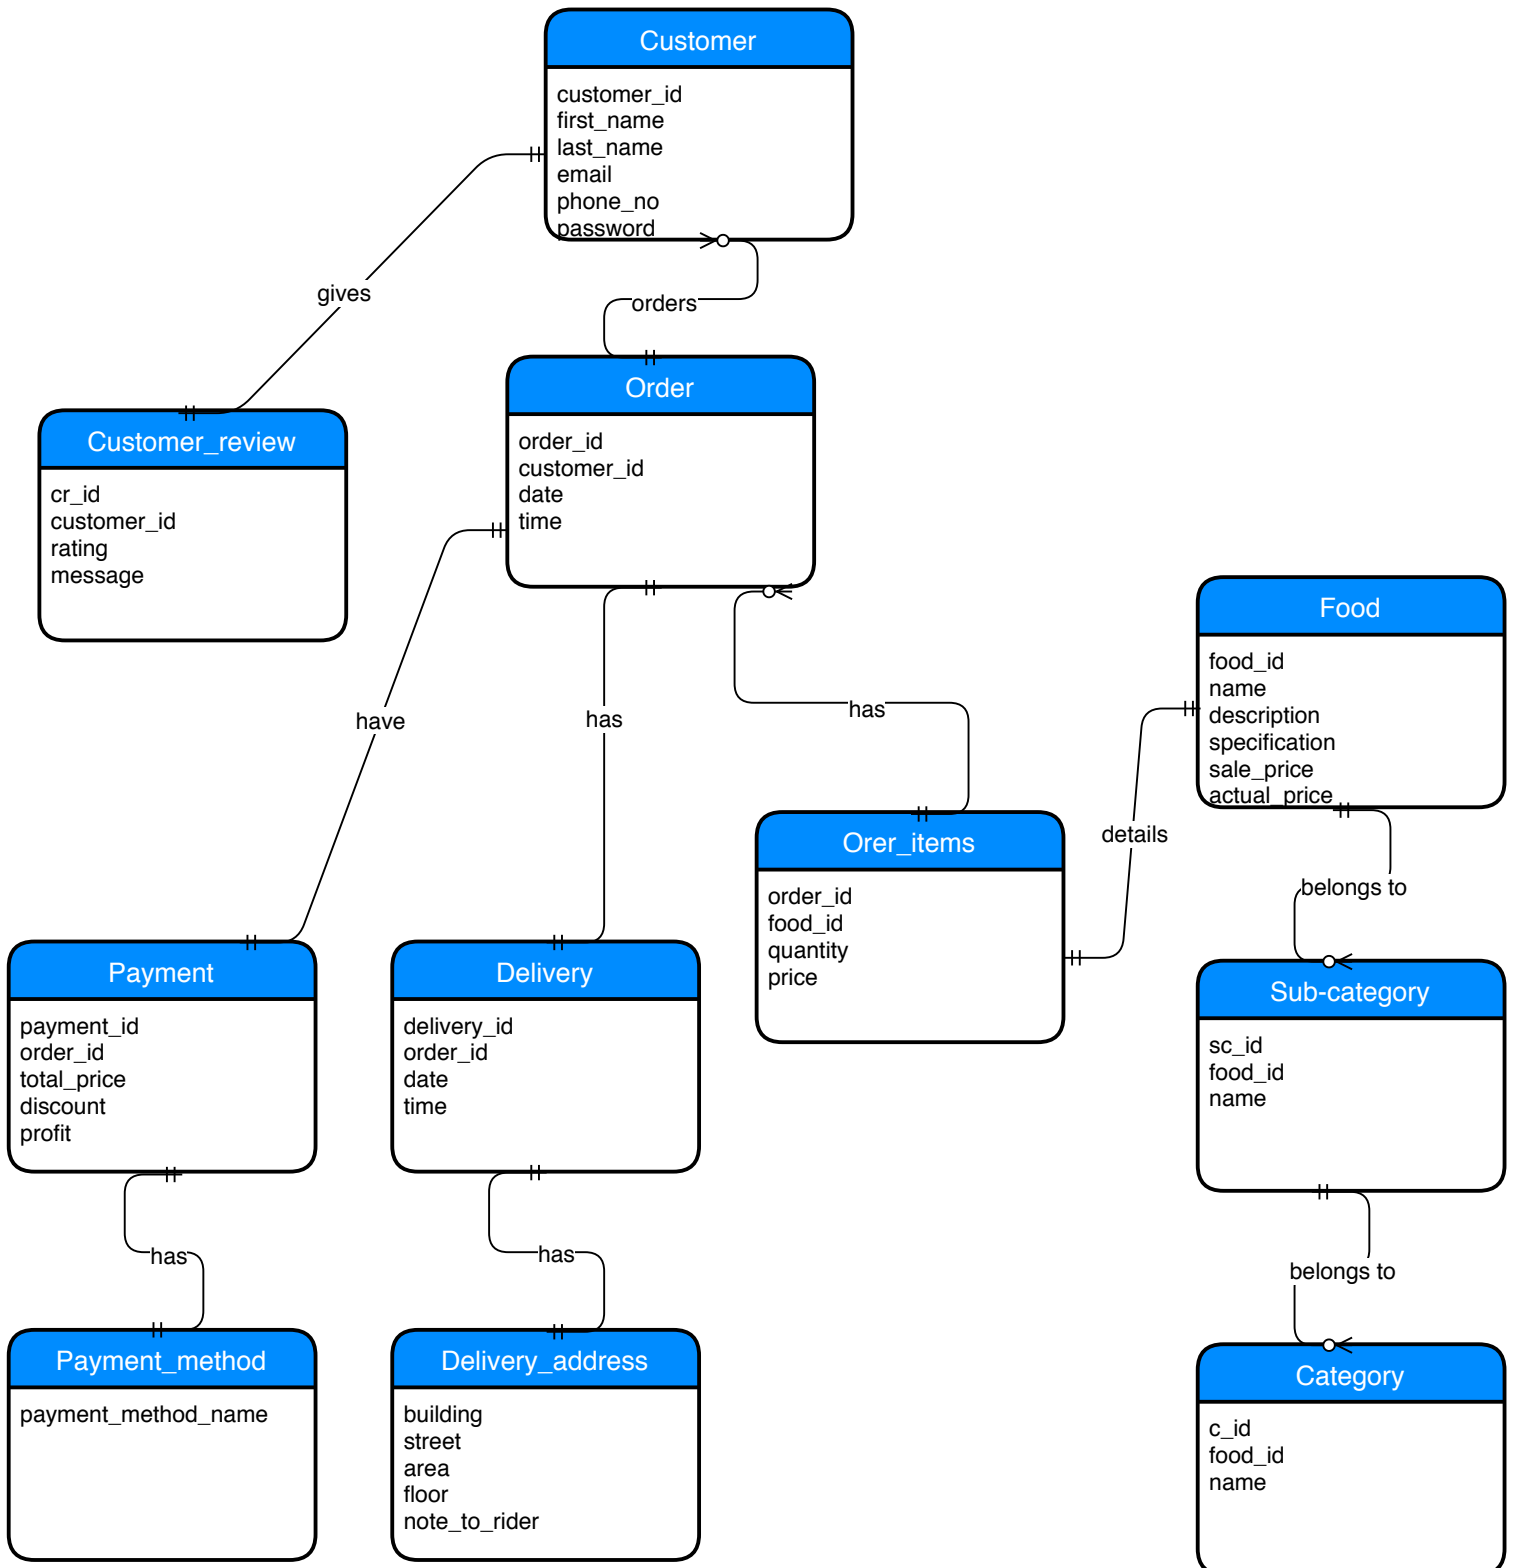 Customer
customer_id
first_name
last_name
email
phone_no
password
gives
orders
Order
order_id
customer_id
date
time
Customer_review
cr_id
customer_id
rating
message
have
has
has
Food
food_id
name
description
specification
sale_price
actual_price
details
belongs to
Orer_items
order_id
food_id
quantity
price
Payment
payment_id
order_id
total_price
discount
profit
Delivery
delivery_id
order_id
date
time
Sub-category
sc_id
food_id
name
has
has
belongs to
Payment_method
payment_method_name
Delivery_address
building
street
area
floor
note_to_rider
Category
c_id
food_id
name